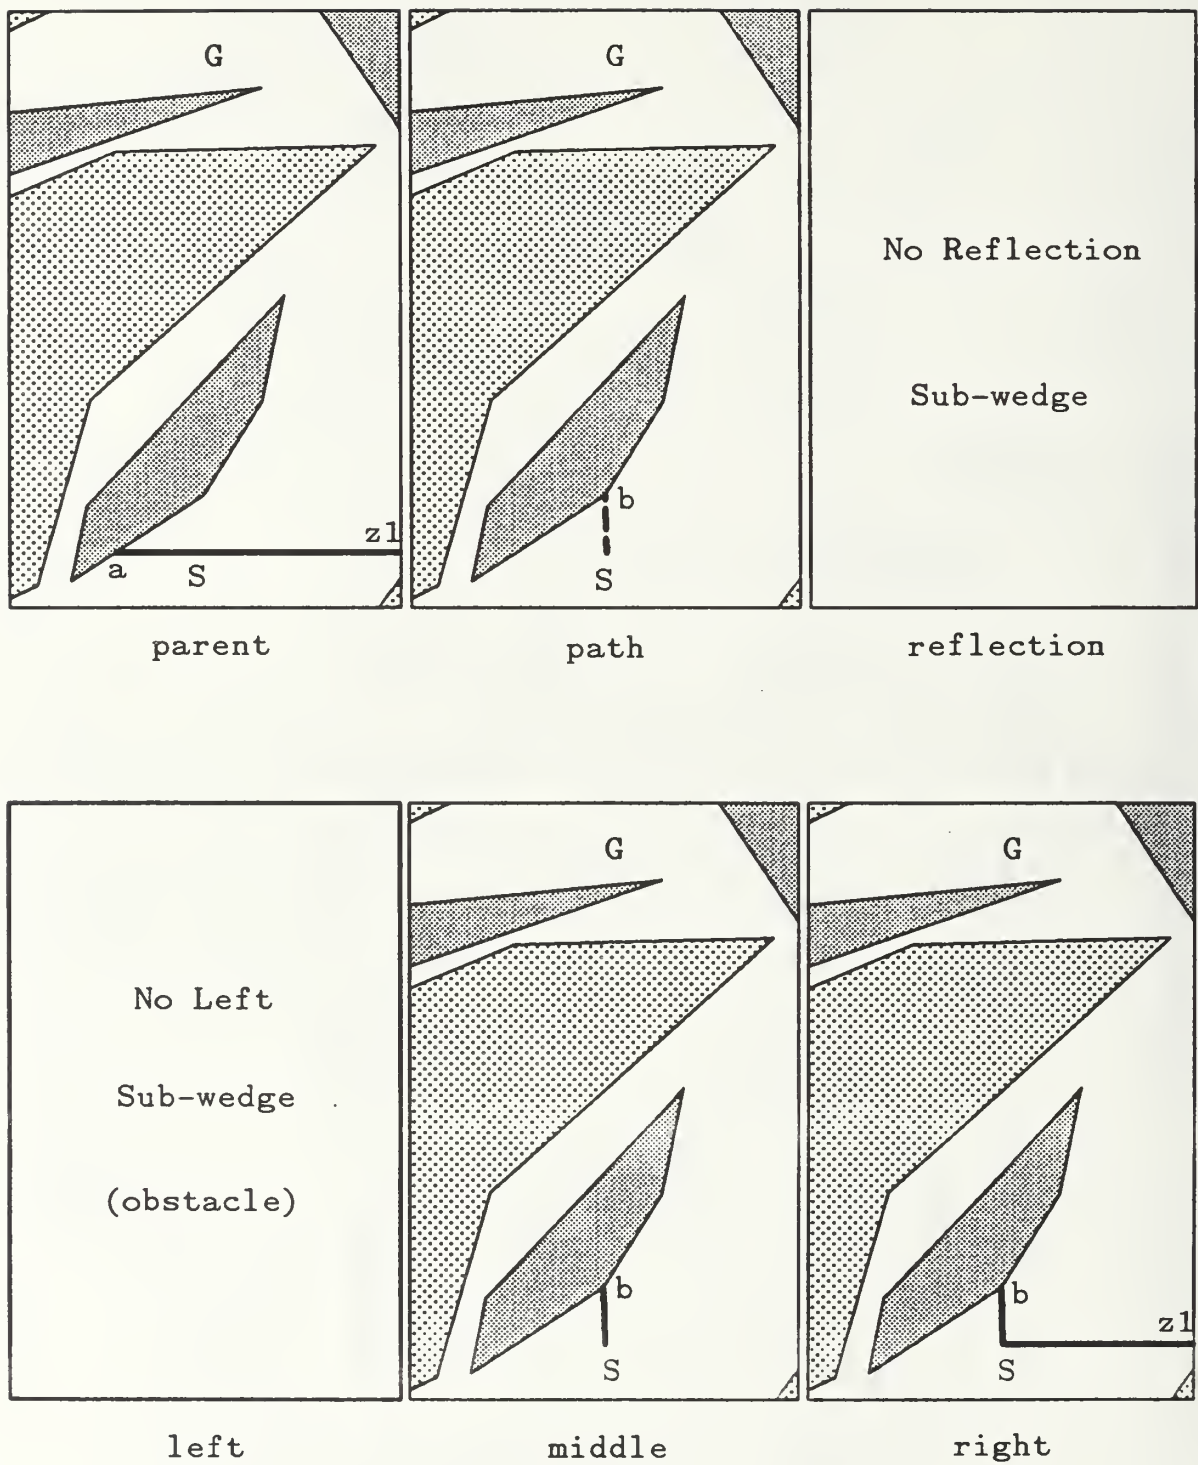 G
z1
a
S
parent
G
b
S
path
No Reflection
Sub-wedge
reflection
No Left
Sub-wedge
(obstacle)
left
G
b
S
middle
G
b
z1
S
right